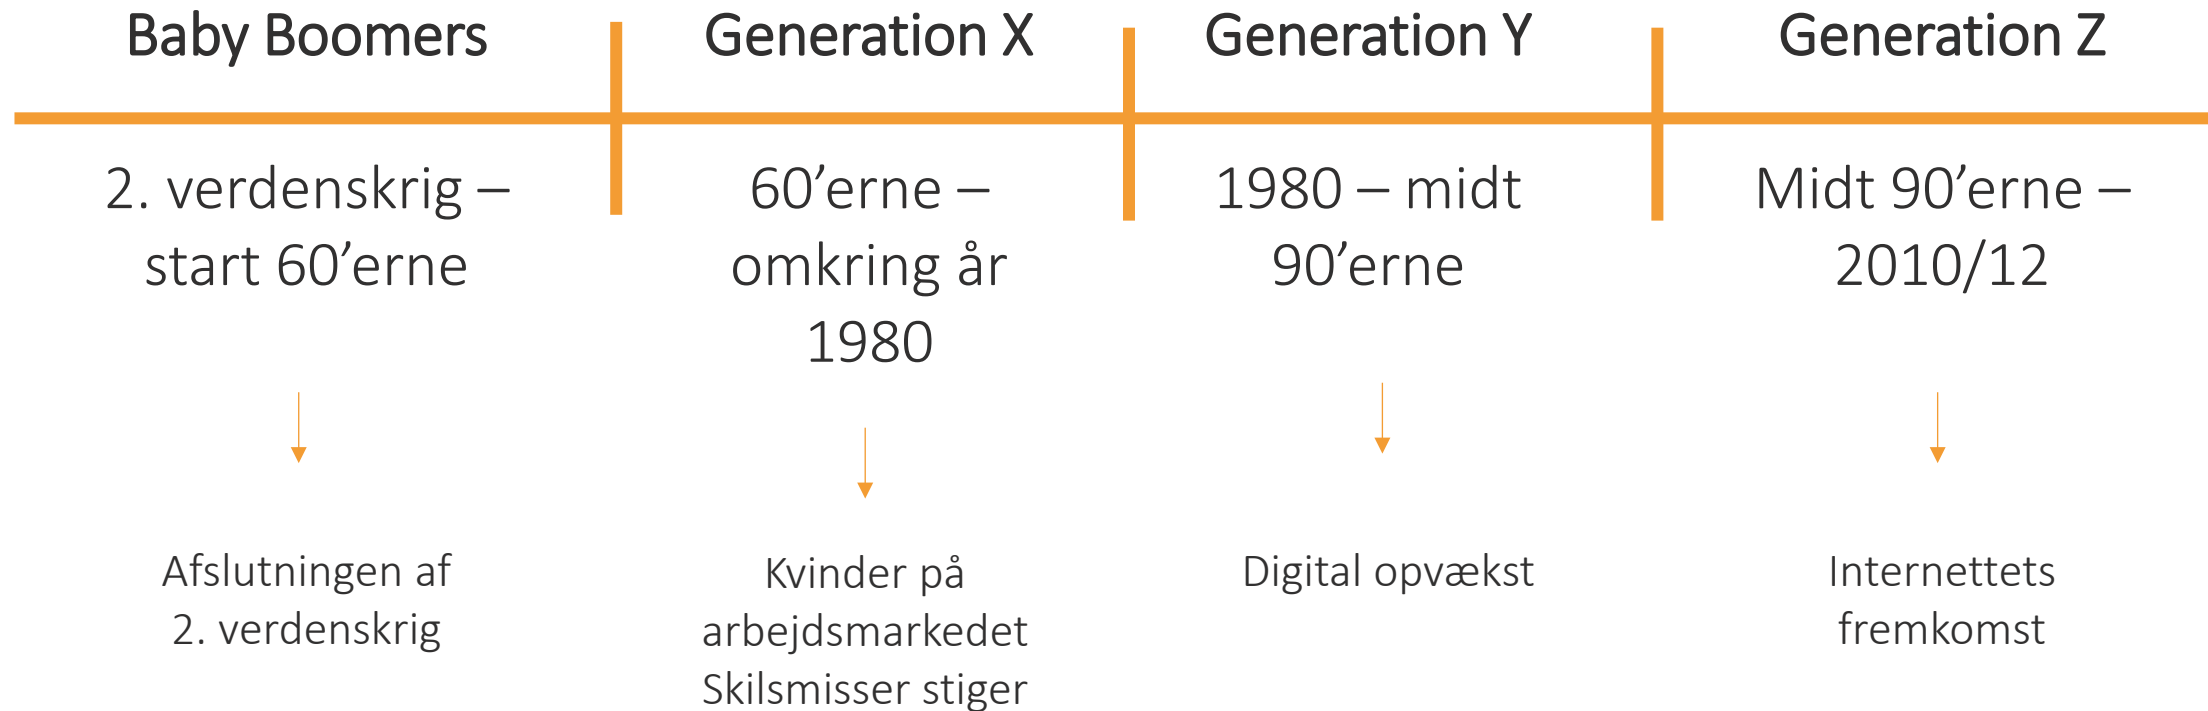 Baby Boomers
Generation X
Generation Y
Generation Z
2. verdenskrig –
start 60’erne
60’erne –
omkring år
1980
1980 – midt
90’erne
Midt 90’erne –
2010/12
Afslutningen af
2. verdenskrig
Kvinder på
arbejdsmarkedet
Skilsmisser stiger
Digital opvækst
Internettets
fremkomst